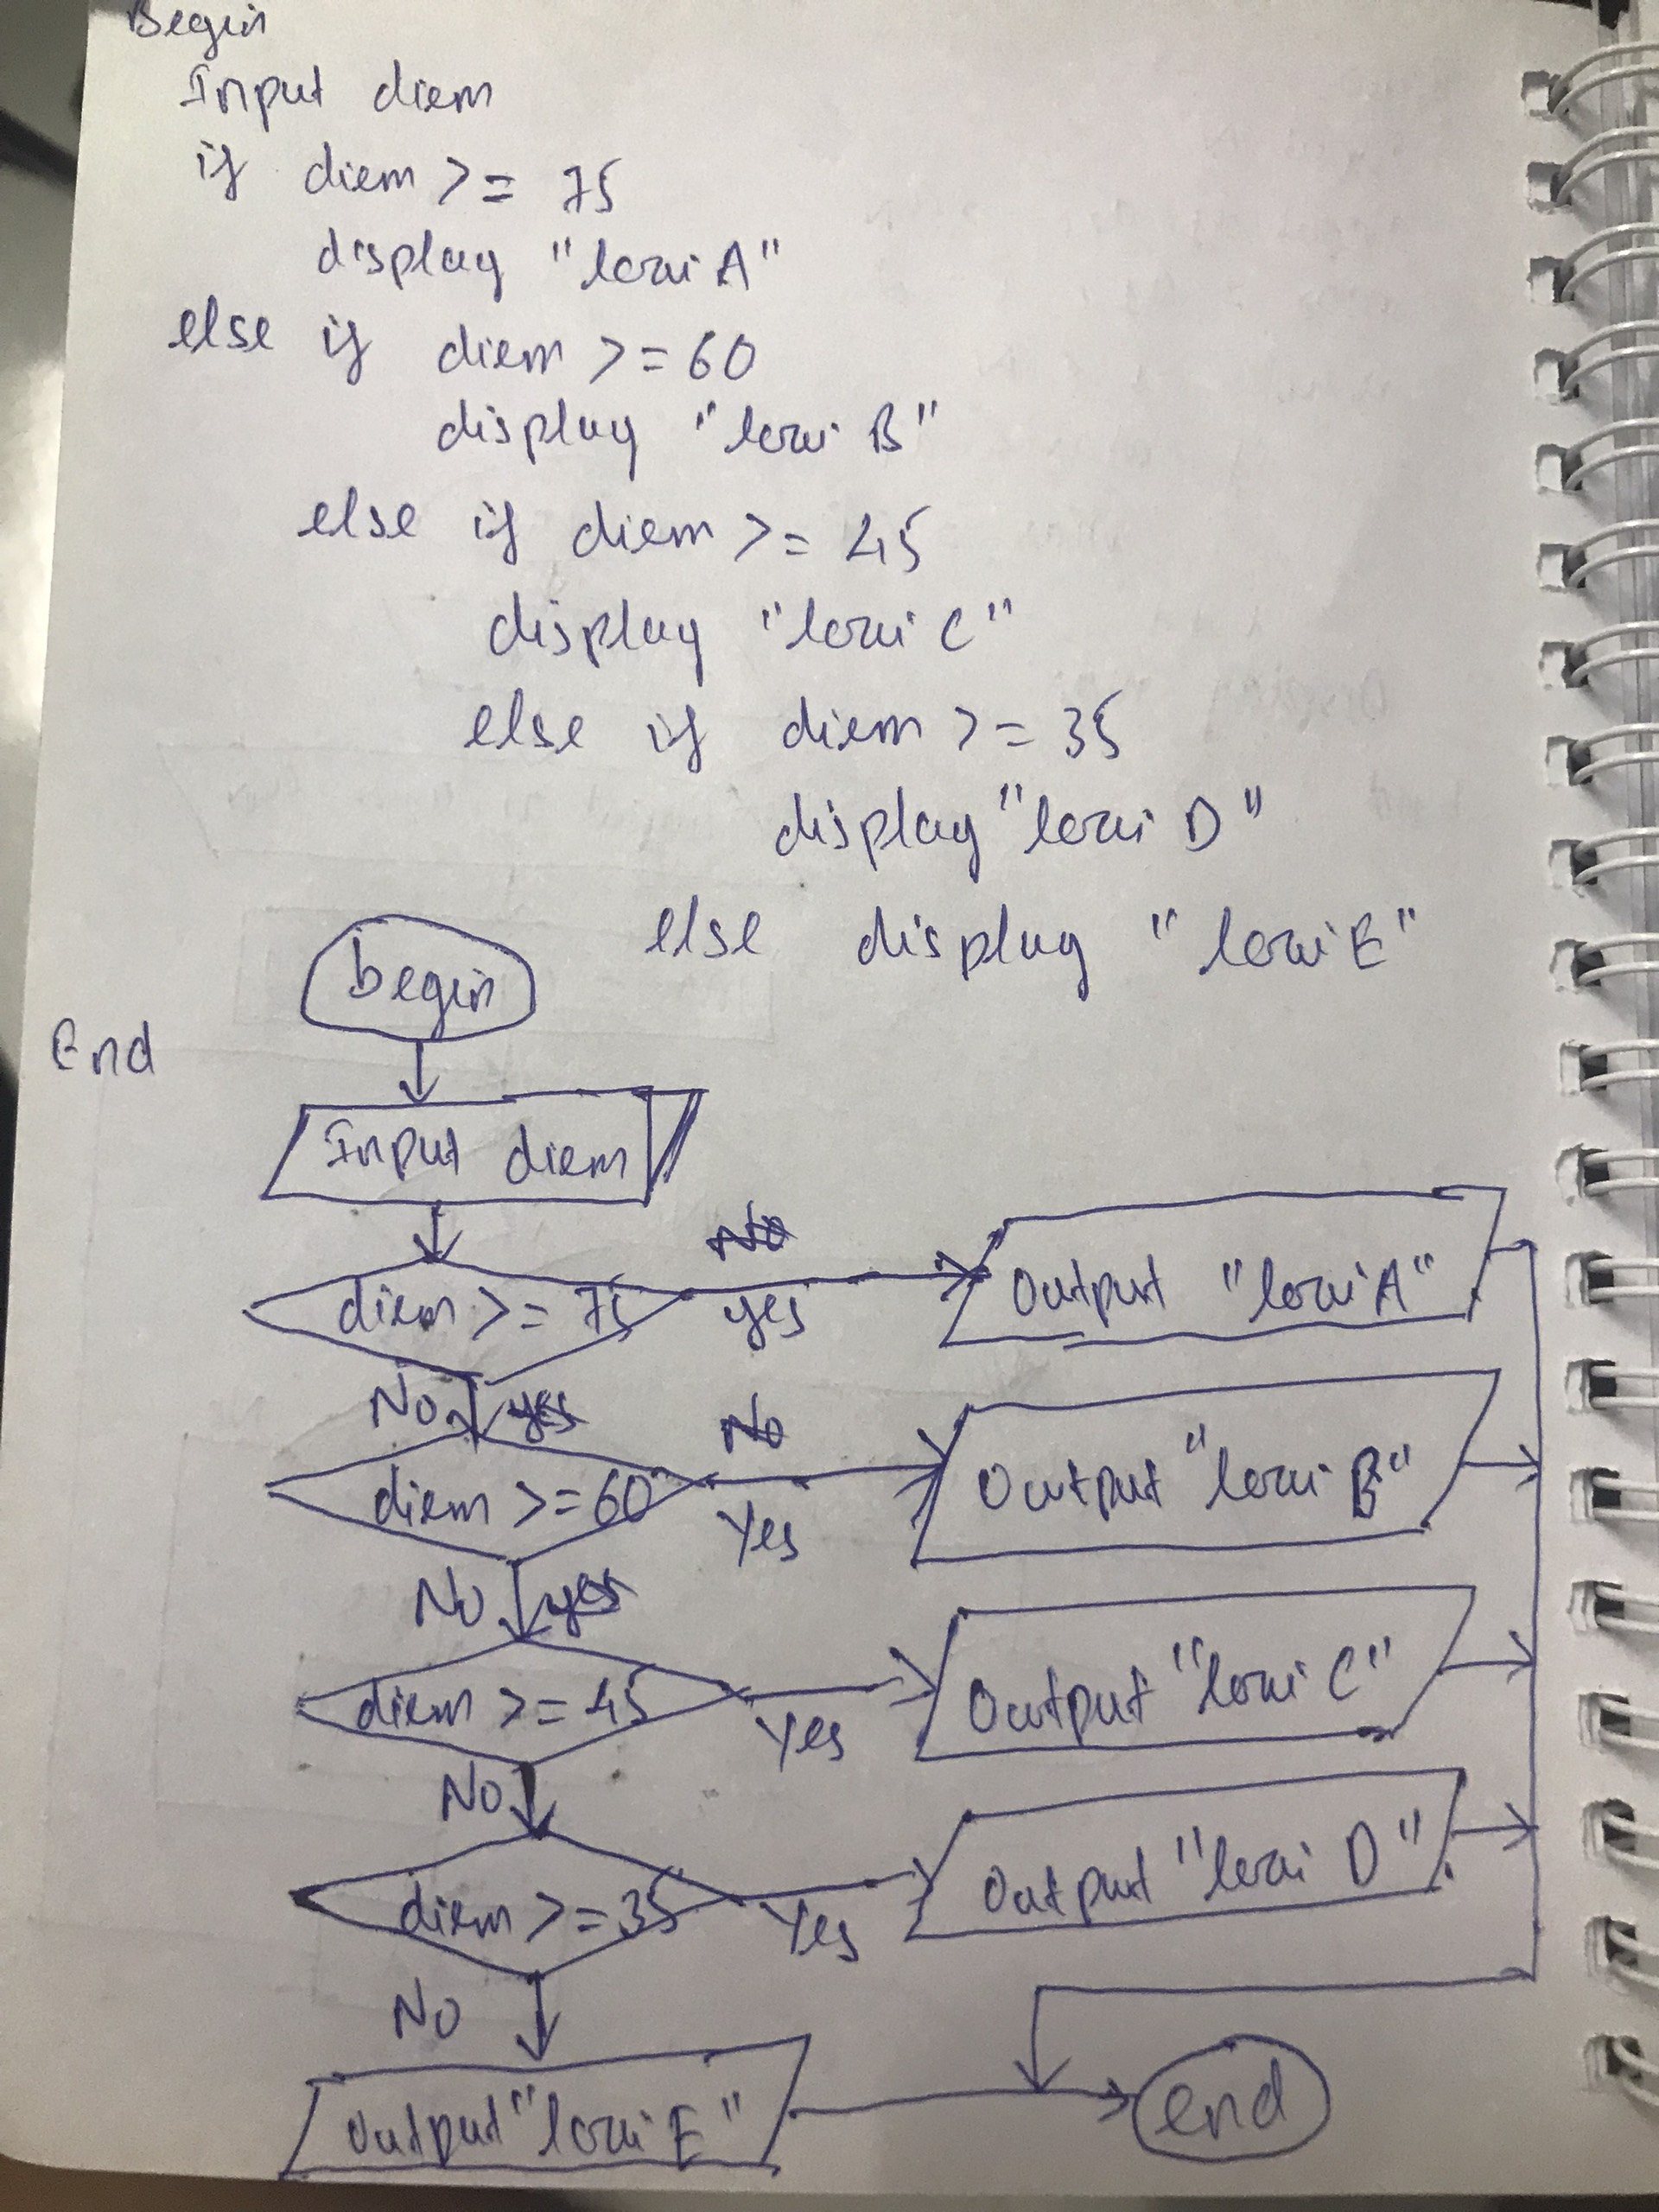 Begin
Input diem
if diem >= 75
display "loai A"
else if diem >= 60
display "loai B"
else if diem >= 45
display "loai C"
else if diem >= 35
display "loai D"
else display "loai E"
End
begin
Input diem
diem >= 75
No
yes
Output "loai A"
No yes
diem >= 60
No
Yes
Output "loai B"
No yes
diem >= 45
Yes
Output "loai C"
No
diem >= 35
Yes
Output "loai D"
No
Output "loai E"
end